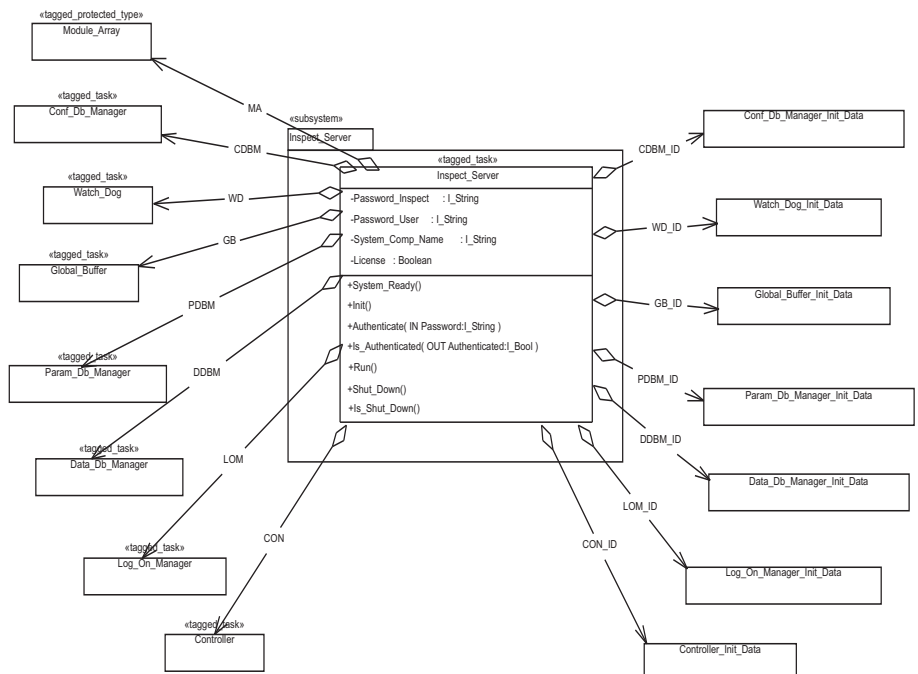 «tagged_protected_type»
Module_Array
MA
«tagged_task»
Conf_Db_Manager
CDBM
«subsystem»
Inspect_Server
«tagged_task»
Inspect_Server
-Password_Inspect : I_String
-Password_User : I_String
-System_Comp_Name : I_String
-License : Boolean
+System_Ready()
+Init()
+Authenticate( IN Password:I_String )
+Is_Authenticated( OUT Authenticated:I_Bool )
+Run()
+Shut_Down()
+Is_Shut_Down()
«tagged_task»
Watch_Dog
WD
GB
«tagged_task»
Global_Buffer
PDBM
«tagged_task»
Param_Db_Manager
DDBM
«tagged_task»
Data_Db_Manager
LOM
«tagged_task»
Log_On_Manager
CON
«tagged_task»
Controller
Conf_Db_Manager_Init_Data
CDBM_ID
Watch_Dog_Init_Data
WD_ID
Global_Buffer_Init_Data
GB_ID
PDBM_ID
Param_Db_Manager_Init_Data
DDBM_ID
Data_Db_Manager_Init_Data
LOM_ID
CON_ID
Log_On_Manager_Init_Data
Controller_Init_Data